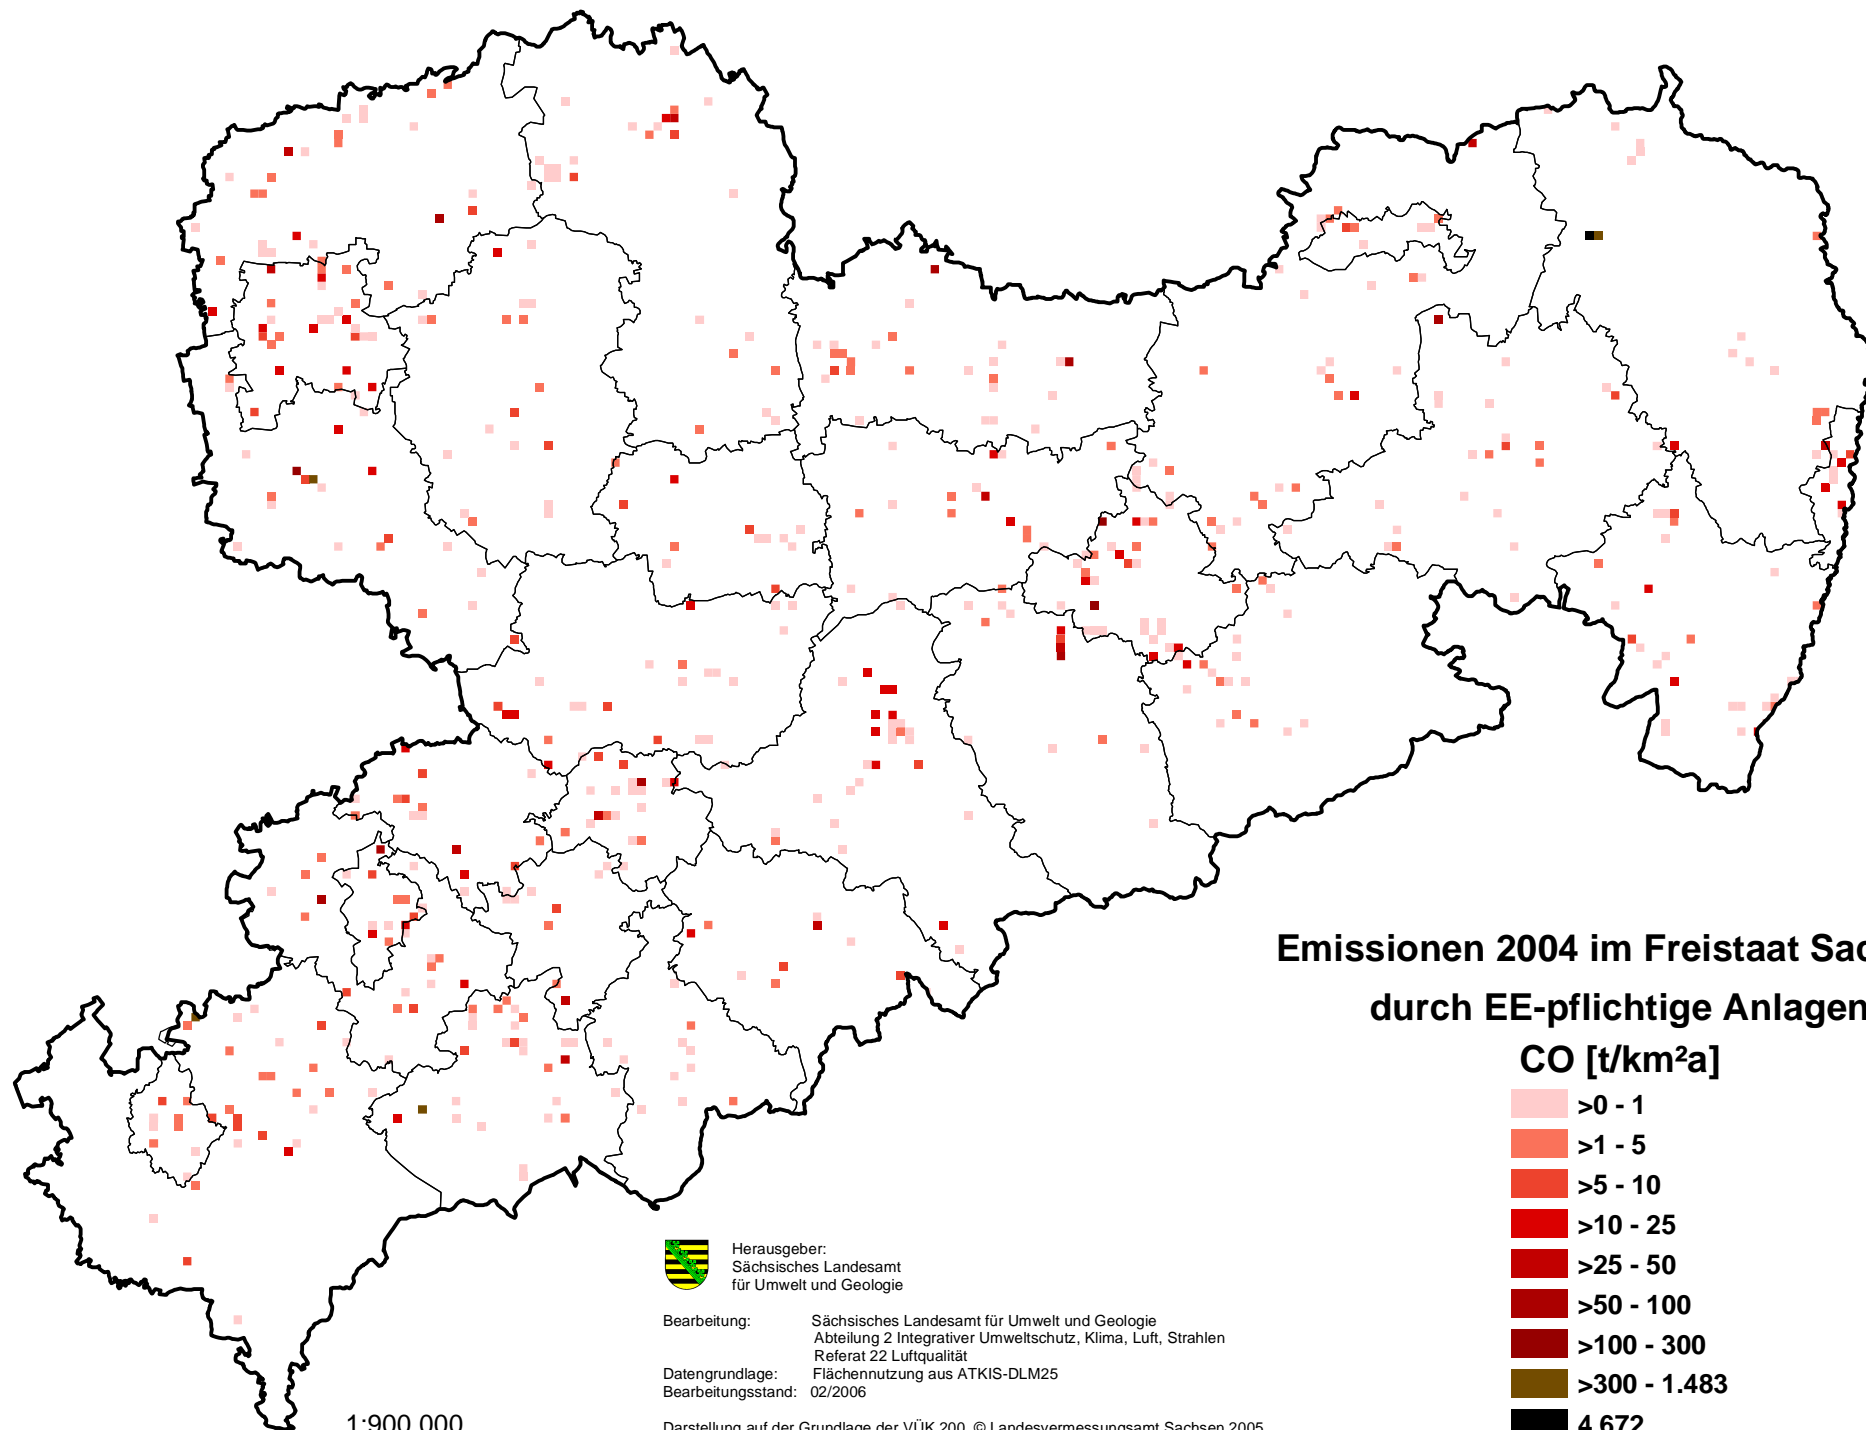 Emissionen 2004 im Freistaat
durch EE-pflichtige Anlagen
CO [t/km²a]
>0 - 1
>1 - 5
>5 - 10
>10 - 25
>25 - 50
>50 - 100
>100 - 300
>300 - 1.483
4.672
Herausgeber:
Sächsisches Landesamt
für Umwelt und Geologie
Bearbeitung: Sächsisches Landesamt für Umwelt und Geologie
Abteilung 2 Integrativer Umweltschutz, Klima, Luft, Strahlen
Referat 22 Luftqualität
Datengrundlage: Flächennutzung aus ATKIS-DLM25
Bearbeitungsstand: 02/2006
Darstellung auf der Grundlage der VÜK 200, © Landesvermessungsamt Sachsen 2005
1:900 000